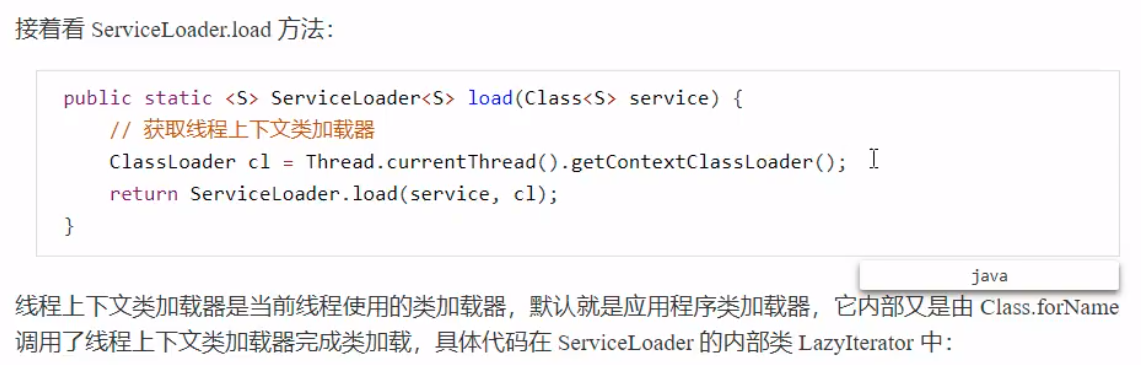 接着看 ServiceLoader.load 方法：
public static <S> ServiceLoader<S> load(Class<S> service) {
// 获取线程上下文类加载器
ClassLoader cl = Thread.currentThread().getContextClassLoader();
return ServiceLoader.load(service, cl);
}
java
线程上下文类加载器是当前线程使用的类加载器，默认就是应用程序类加载器，它内部又是由 Class.forName
调用了线程上下文类加载器完成类加载，具体代码在 ServiceLoader 的内部类 LazyIterator 中：